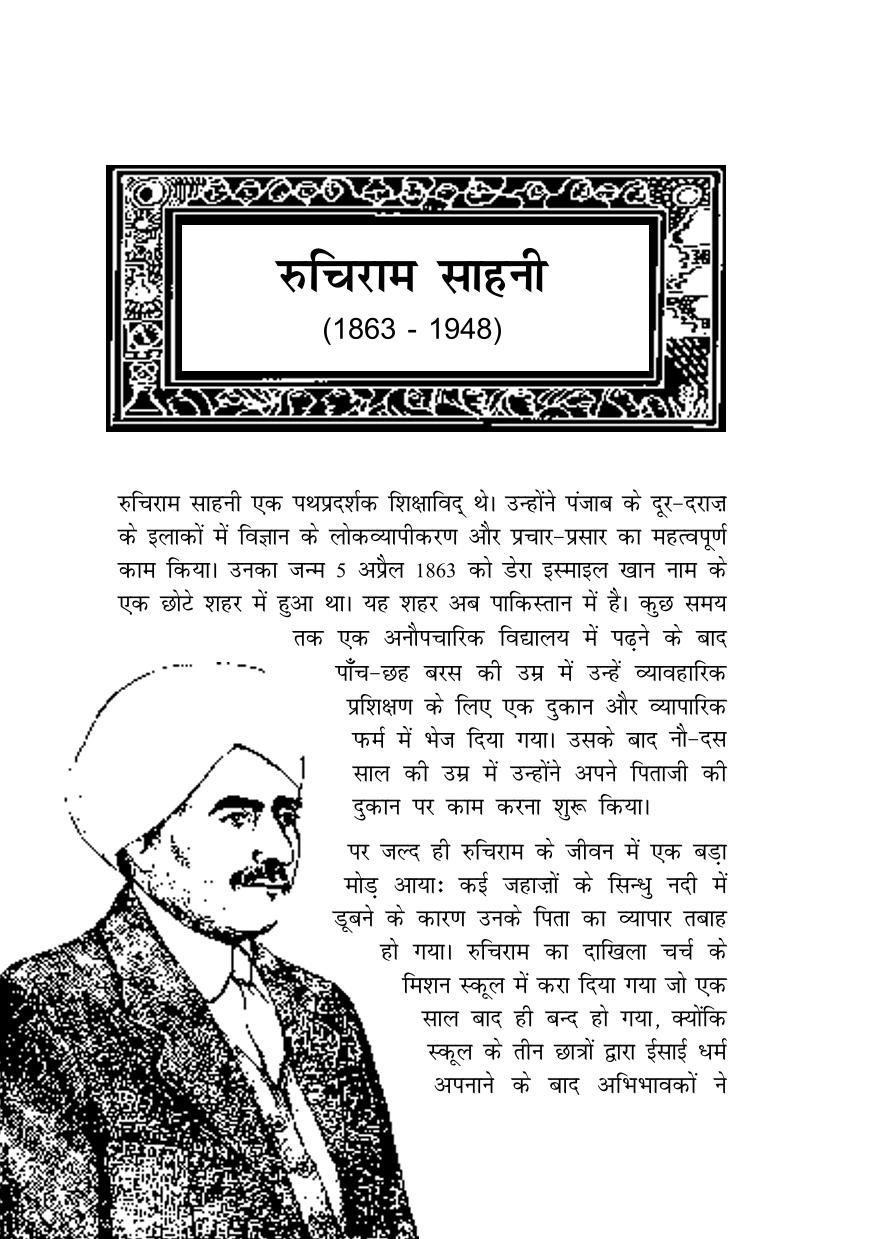 रुचिराम साहनी
(1863 - 1948)
रुचिराम साहनी एक पथप्रदर्शक शिक्षाविद् थे। उन्होंने पंजाब के दूर-दराज़
के इलाकों में विज्ञान के लोकव्यापीकरण और प्रचार-प्रसार का महत्वपूर्ण
काम किया। उनका जन्म 5 अप्रैल 1863 को डेरा इस्माइल खान नाम के
एक छोटे शहर में हुआ था। यह शहर अब पाकिस्तान में है। कुछ समय
तक एक अनौपचारिक विद्यालय में पढ़ने के बाद
पाँच-छह बरस की उम्र में उन्हें व्यावहारिक
प्रशिक्षण के लिए एक दुकान और व्यापारिक
फर्म में भेज दिया गया। उसके बाद नौ-दस
साल की उम्र में उन्होंने अपने पिताजी की
दुकान पर काम करना शुरू किया।
पर जल्द ही रुचिराम के जीवन में एक बड़ा
मोड़ आया: कई जहाज़ों के सिन्धु नदी में
डूबने के कारण उनके पिता का व्यापार तबाह
हो गया। रुचिराम का दाखिला चर्च के
मिशन स्कूल में करा दिया गया जो एक
साल बाद ही बन्द हो गया, क्योंकि
स्कूल के तीन छात्रों द्वारा ईसाई धर्म
अपनाने के बाद अभिभावकों ने